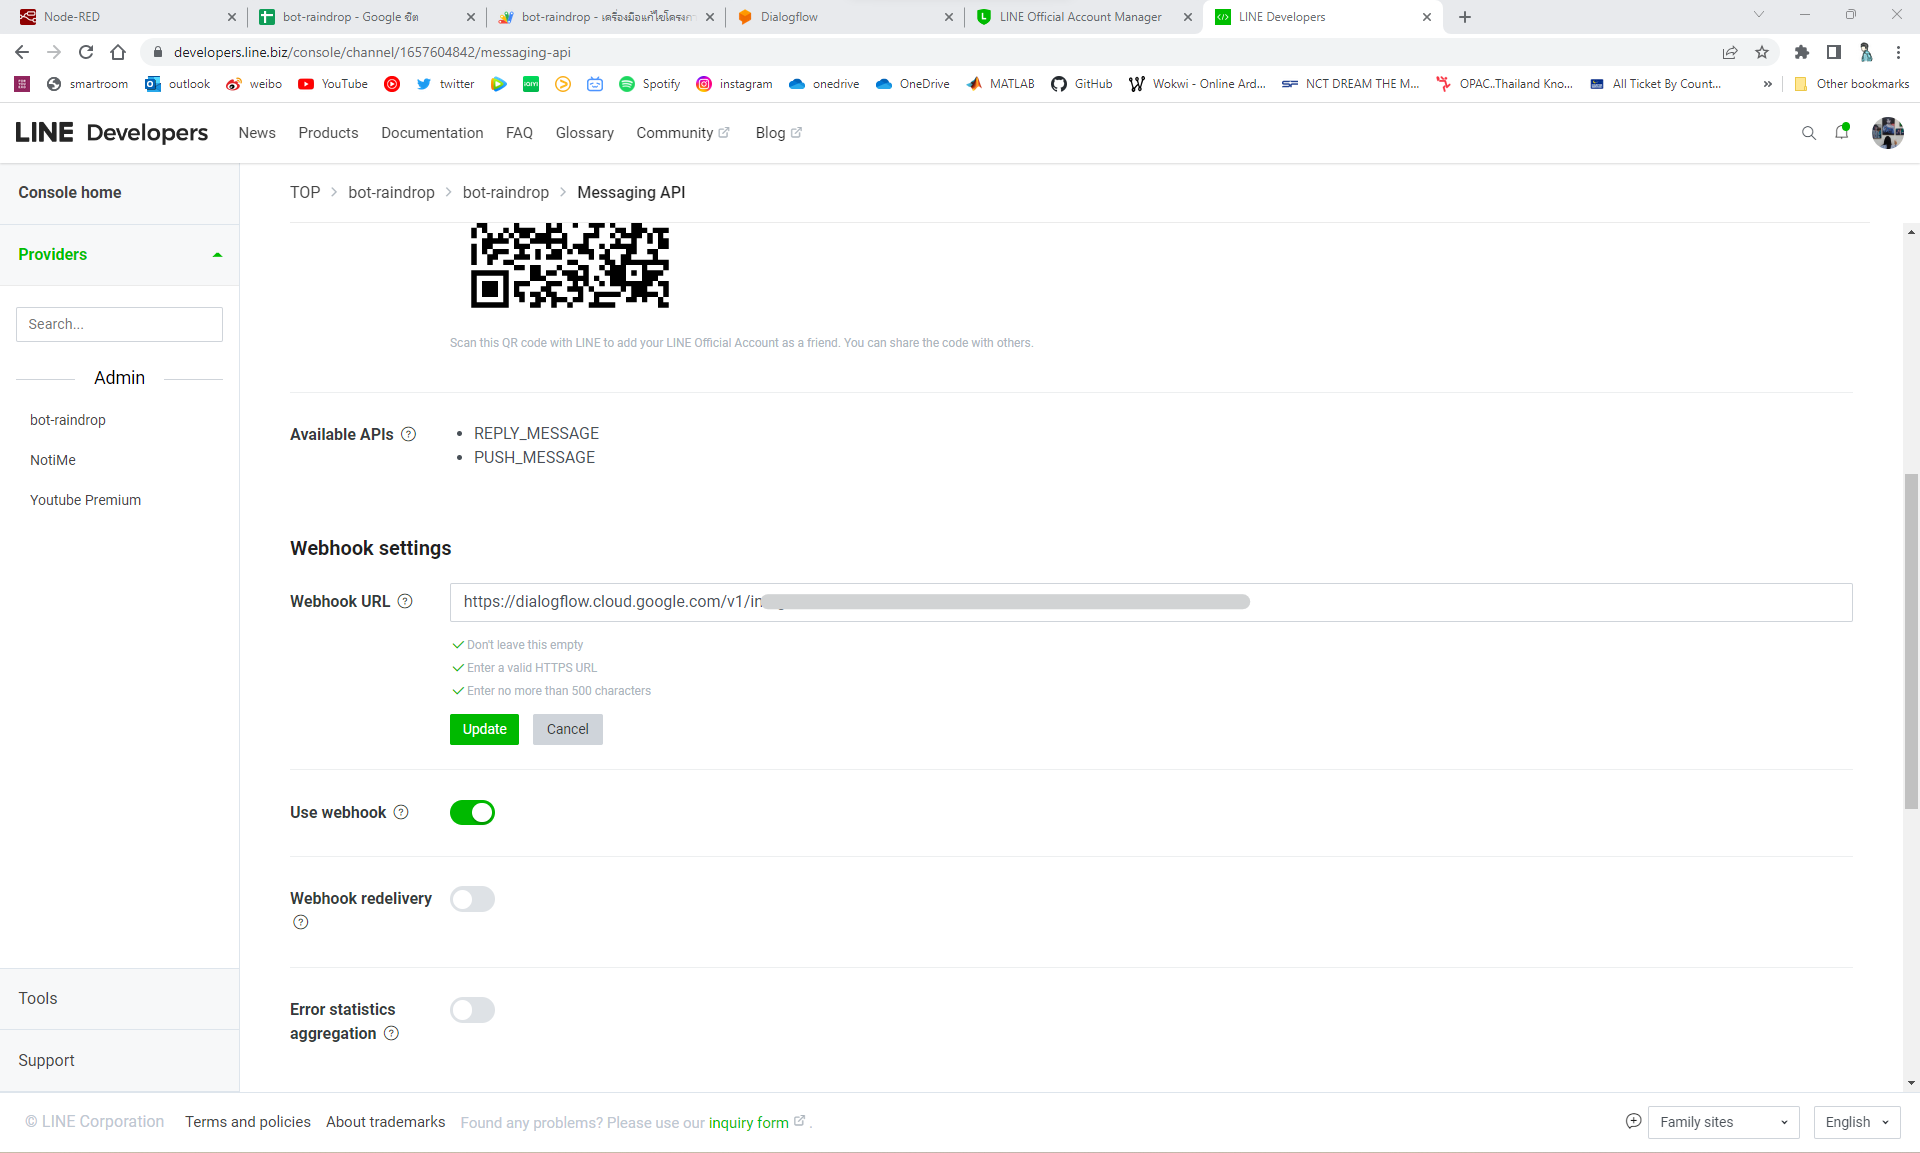 Node-RED
bot-raindrop - Google ชีต
bot-raindrop - เครื่องมือแก้ไขโครงกา
Dialogflow
LINE Official Account Manager
LINE Developers
developers.line.biz/console/channel/1657604842/messaging-api
smartroom
outlook
weibo
YouTube
twitter
Spotify
instagram
onedrive
OneDrive
MATLAB
GitHub
Wokwi - Online Ard...
NCT DREAM THE M...
OPAC..Thailand Kno...
All Ticket By Count...
»
Other bookmarks
LINE Developers
News
Products
Documentation
FAQ
Glossary
Community
Blog
Console home
TOP > bot-raindrop > bot-raindrop > Messaging API
Providers
Search...
Admin
bot-raindrop
NotiMe
Youtube Premium
Scan this QR code with LINE to add your LINE Official Account as a friend. You can share the code with others.
Available APIs
• REPLY_MESSAGE
• PUSH_MESSAGE
Webhook settings
Webhook URL
https://dialogflow.cloud.google.com/v1/in
Don't leave this empty
Enter a valid HTTPS URL
Enter no more than 500 characters
Update
Cancel
Use webhook
Webhook redelivery
Error statistics
aggregation
Tools
Support
© LINE Corporation
Terms and policies
About trademarks
Found any problems? Please use our inquiry form .
Family sites
English